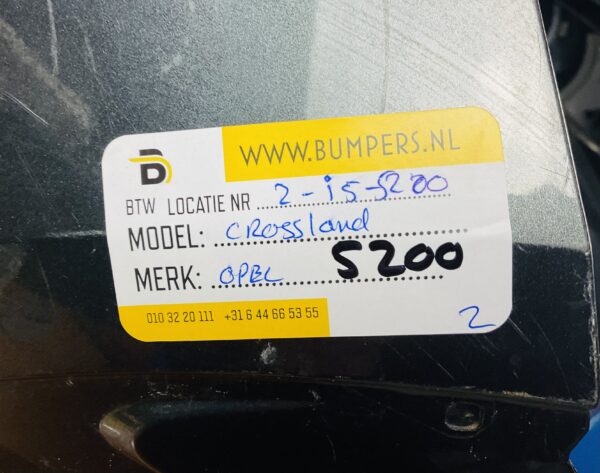 WWW.BUMPERS.NL
BTW LOCATIE NR 2-i5-5200
MODEL: CROSSland
MERK: OPEL 5200
010 32 20 111 +31 6 44 66 53 55
2